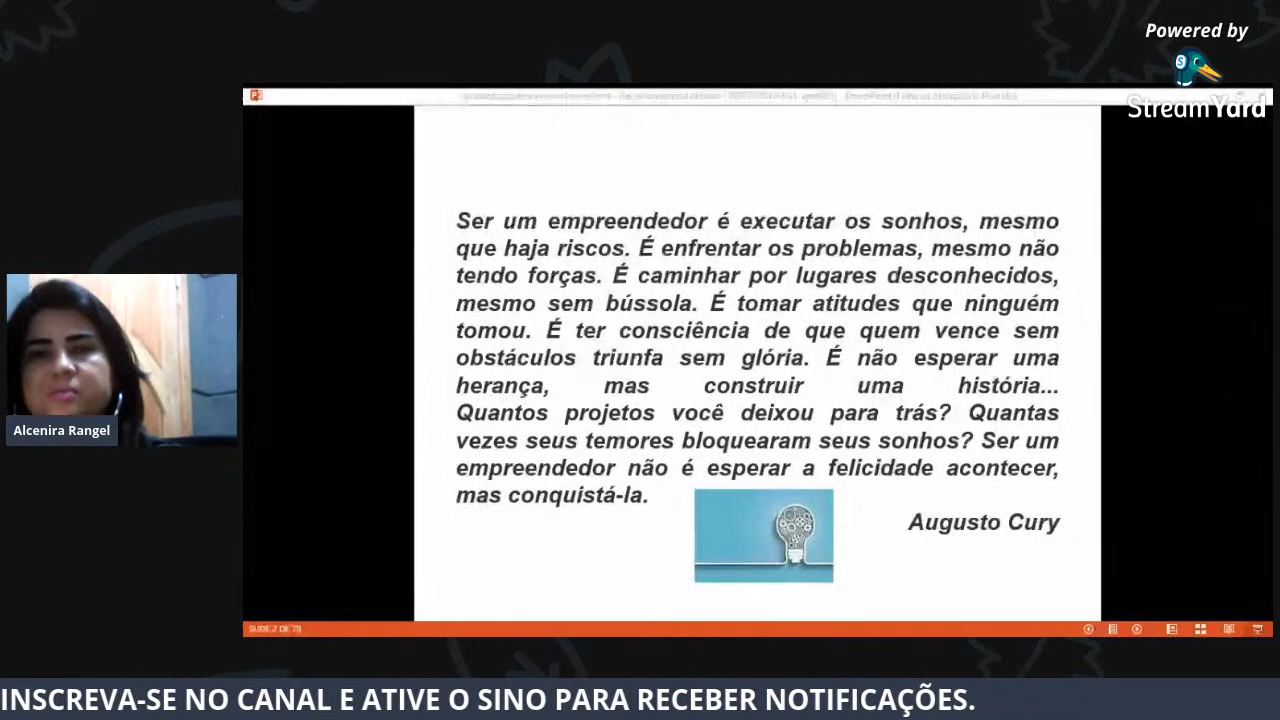 Powered by
StreamYard
Ser um empreendedor é executar os sonhos, mesmo
que haja riscos. É enfrentar os problemas, mesmo não
tendo forças. É caminhar por lugares desconhecidos,
mesmo sem bússola. É tomar atitudes que ninguém
tomou. É ter consciência de que quem vence sem
obstáculos triunfa sem glória. É não esperar uma
herança, mas construir uma história...
Quantos projetos você deixou para trás? Quantas
vezes seus temores bloquearam seus sonhos? Ser um
empreendedor não é esperar a felicidade acontecer,
mas conquistá-la.
Augusto Cury
Alcenira Rangel
SLIDE 2 DE 70
INSCREVA-SE NO CANAL E ATIVE O SINO PARA RECEBER NOTIFICAÇÕES.